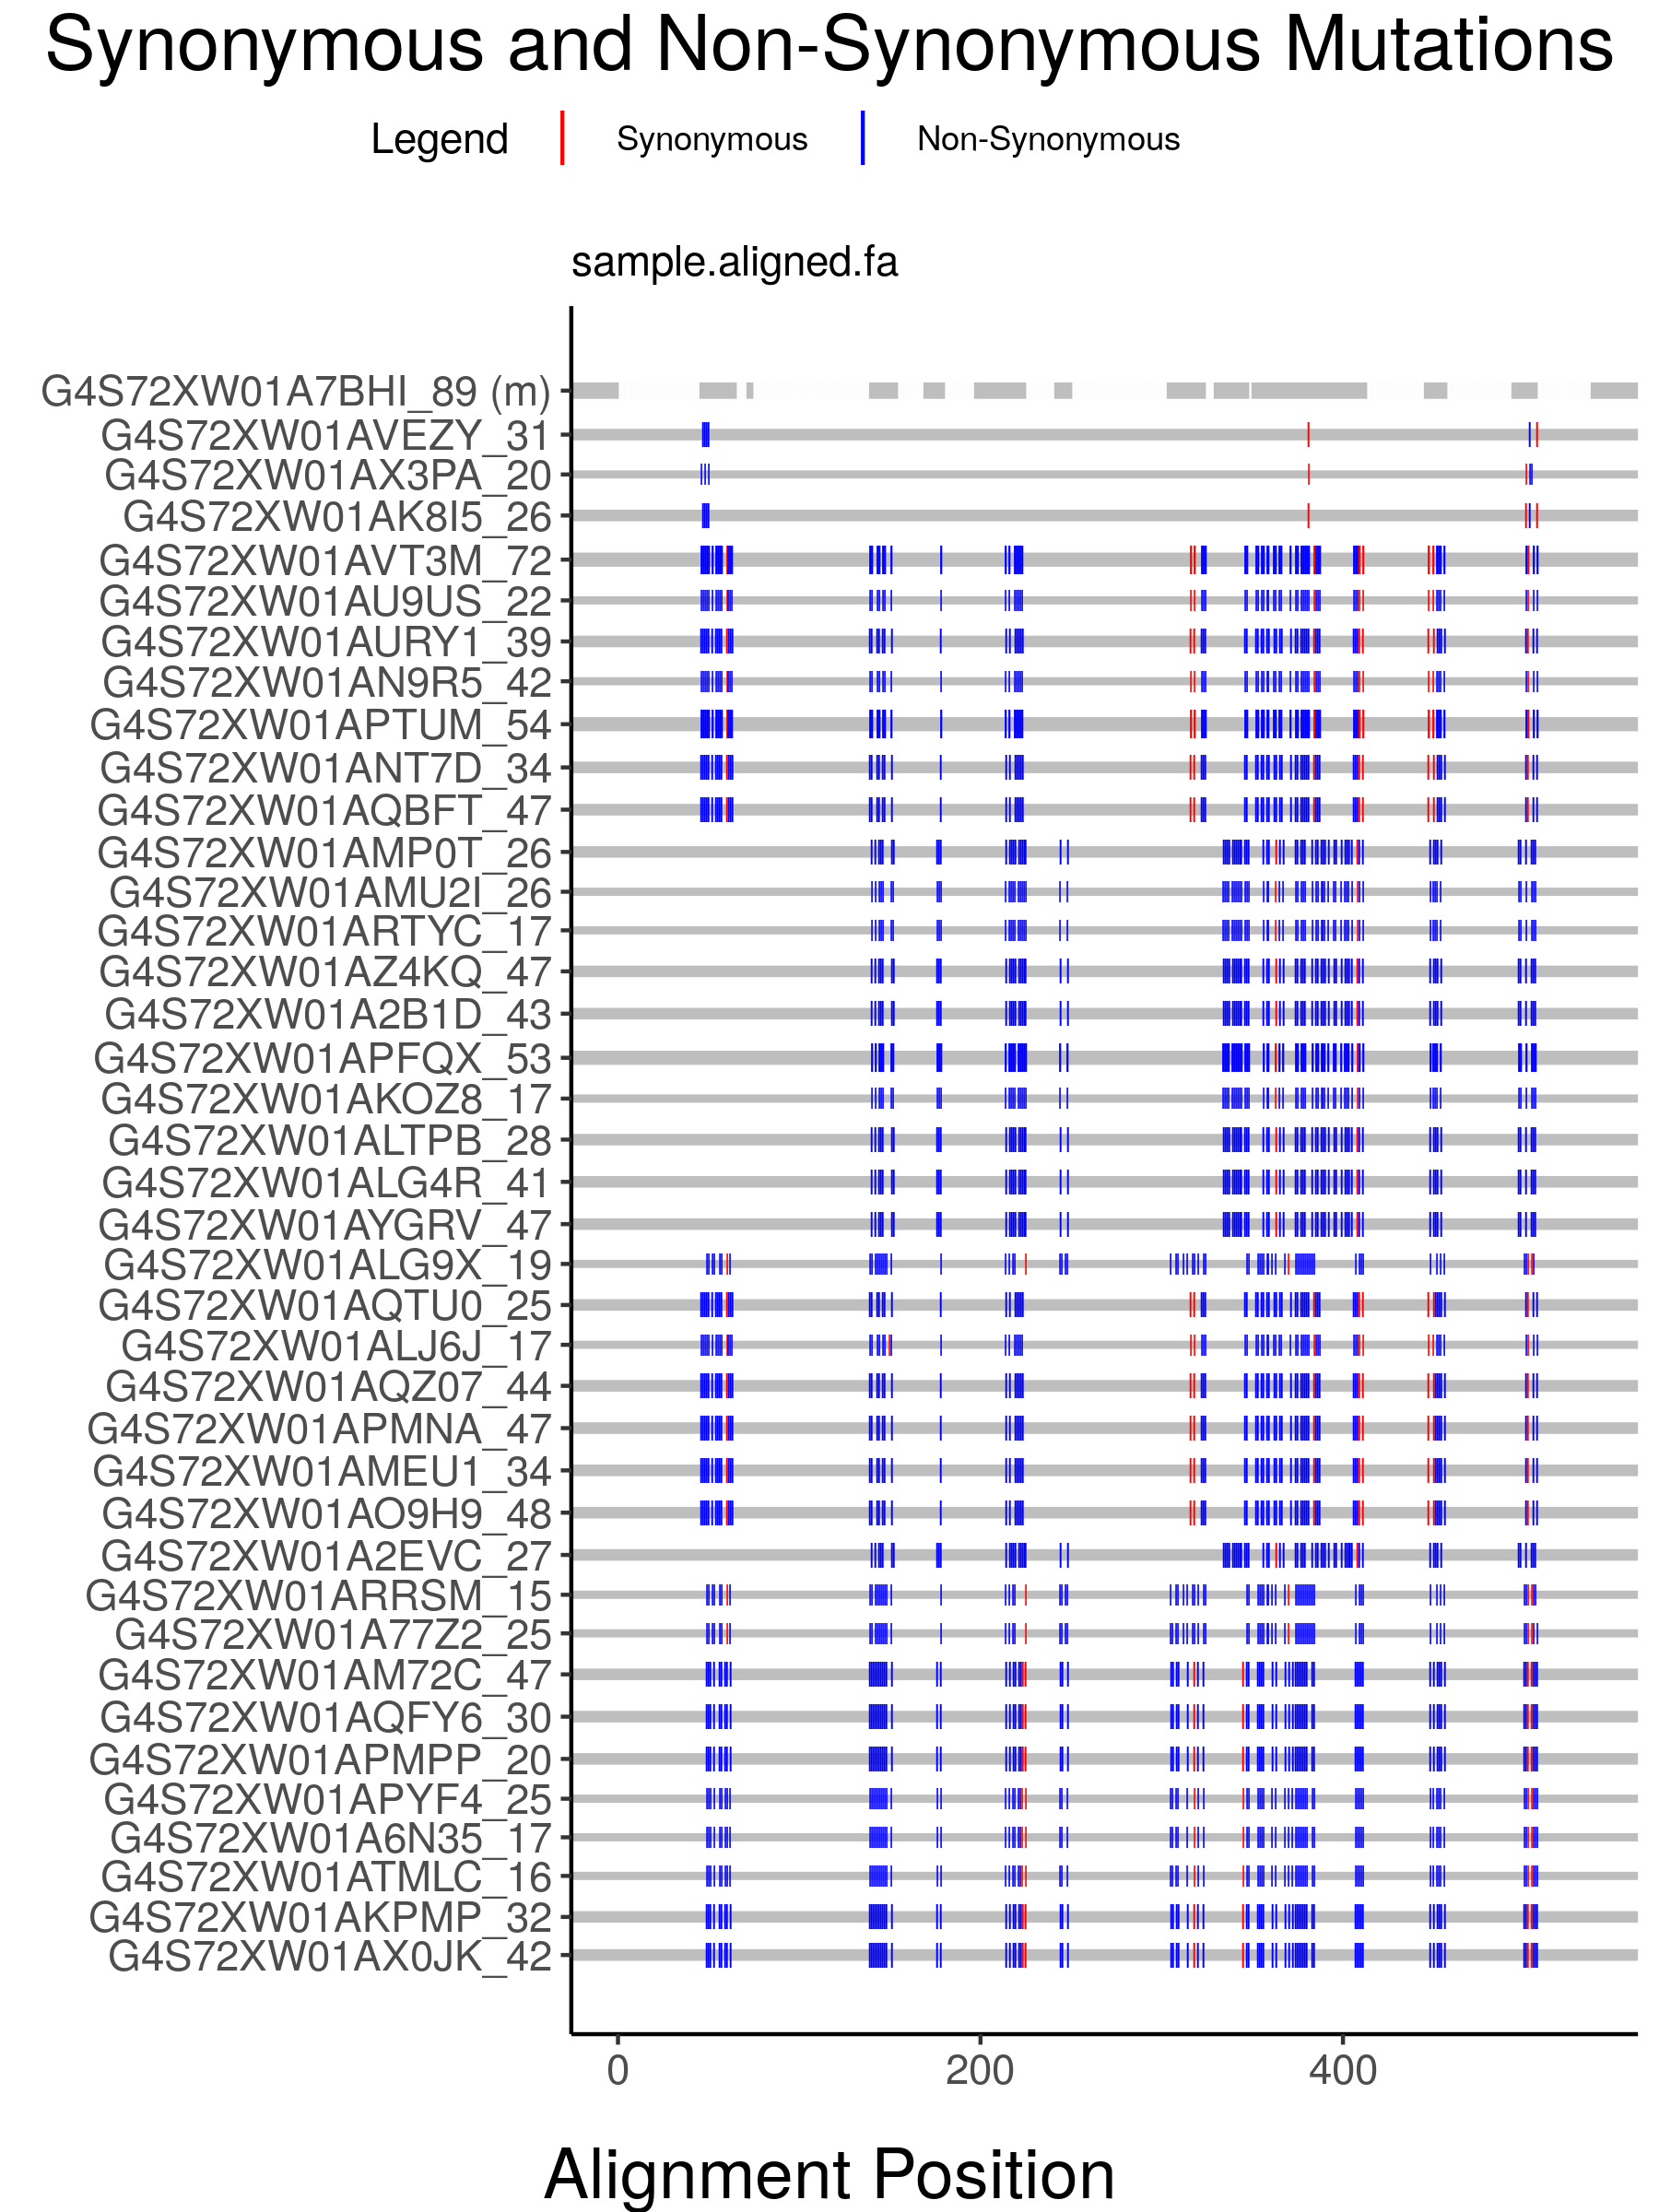 Synonymous and Non-Synonymous Mutations
Legend Synonymous Non-Synonymous
sample.aligned.fa
G4S72XW01A7BHI_89 (m)
G4S72XW01AVEZY_31
G4S72XW01AX3PA_20
G4S72XW01AK8I5_26
G4S72XW01AVT3M_72
G4S72XW01AU9US_22
G4S72XW01AURY1_39
G4S72XW01AN9R5_42
G4S72XW01APTUM_54
G4S72XW01ANT7D_34
G4S72XW01AQBFT_47
G4S72XW01AMP0T_26
G4S72XW01AMU2I_26
G4S72XW01ARTYC_17
G4S72XW01AZ4KQ_47
G4S72XW01A2B1D_43
G4S72XW01APFQX_53
G4S72XW01AKOZ8_17
G4S72XW01ALTPB_28
G4S72XW01ALG4R_41
G4S72XW01AYGRV_47
G4S72XW01ALG9X_19
G4S72XW01AQTU0_25
G4S72XW01ALJ6J_17
G4S72XW01AQZ07_44
G4S72XW01APMNA_47
G4S72XW01AMEU1_34
G4S72XW01AO9H9_48
G4S72XW01A2EVC_27
G4S72XW01ARRSM_15
G4S72XW01A77Z2_25
G4S72XW01AM72C_47
G4S72XW01AQFY6_30
G4S72XW01APMPP_20
G4S72XW01APYF4_25
G4S72XW01A6N35_17
G4S72XW01ATMLC_16
G4S72XW01AKPMP_32
G4S72XW01AX0JK_42
0 200 400
Alignment Position